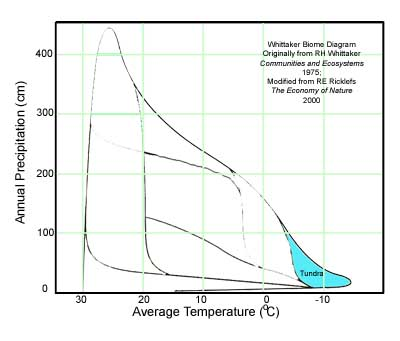 Whittaker Biome Diagram
Originally from RH Whittaker
Communities and Ecosystems
1975;
Modified from RE Ricklefs
The Economy of Nature
2000
Annual Precipitation (cm)
400
300
200
100
0
Tundra
30 20 10 0 -10
Average Temperature (°C)